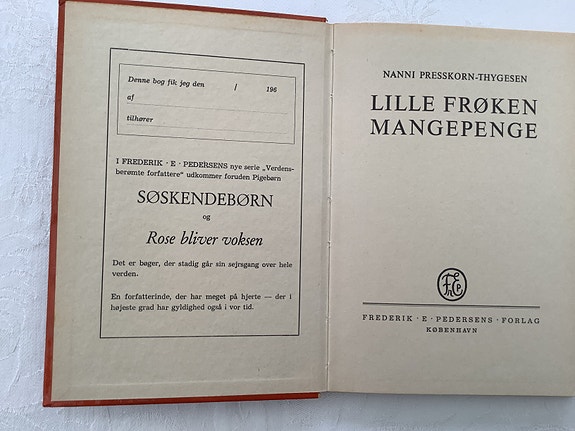 Denne bog fik jeg den / 196
af
tilhører
I FREDERIK · E · PEDERSENS nye serie „Verdens-
berømte forfattere“ udkommer foruden Pigebørn
SØSKENDEBØRN
og
Rose bliver voksen
Det er bøger, der stadig går sin sejrsgang over hele
verden.
En forfatterinde, der har meget på hjerte — der i
højeste grad har gyldighed også i vor tid.
NANNI PRESSKORN-THYGESEN
LILLE FRØKEN
MANGEPENGE
FREDERIK · E · PEDERSENS · FORLAG
KØBENHAVN